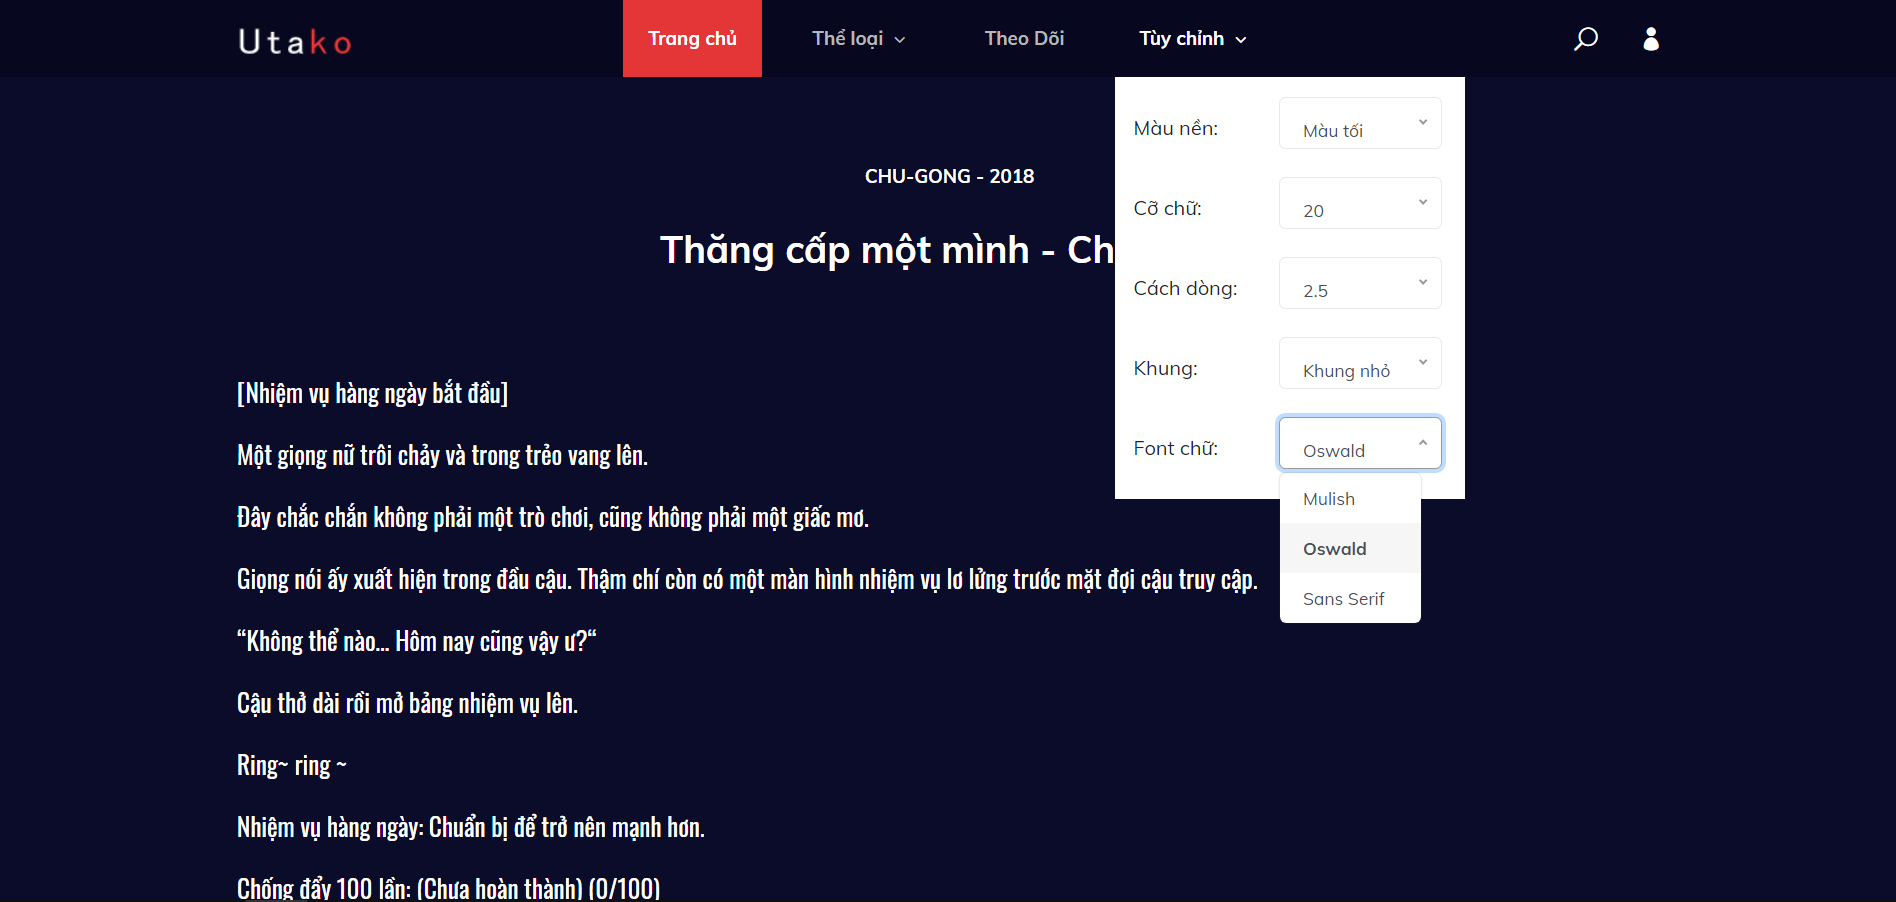 Utako
Trang chủ
Thể loại
Theo Dõi
Tùy chỉnh
Màu nền:
Màu tối
Cỡ chữ:
20
Cách dòng:
2.5
Khung:
Khung nhỏ
Font chữ:
Oswald
Mulish
Oswald
Sans Serif
CHU-GONG - 2018
Thăng cấp một mình - Ch
[Nhiệm vụ hàng ngày bắt đầu]
Một giọng nữ trôi chảy và trong trẻo vang lên.
Đây chắc chắn không phải một trò chơi, cũng không phải một giấc mơ.
Giọng nói ấy xuất hiện trong đầu cậu. Thậm chí còn có một màn hình nhiệm vụ lơ lửng trước mặt đợi cậu truy cập.
“Không thể nào... Hôm nay cũng vậy ư?“
Cậu thở dài rồi mở bảng nhiệm vụ lên.
Ring~ ring ~
Nhiệm vụ hàng ngày: Chuẩn bị để trở nên mạnh hơn.
Chống đẩy 100 lần: (Chưa hoàn thành) (0/100)